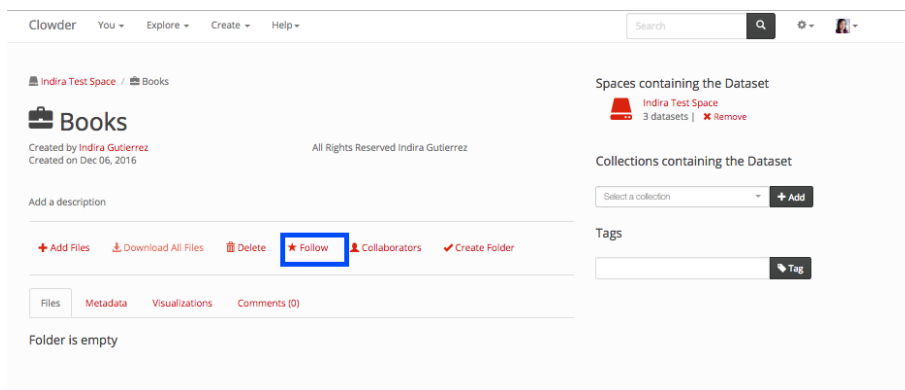 Clowder You Explore Create Help Search
Indira Test Space / Books
Books
Created by Indira Gutierrez All Rights Reserved Indira Gutierrez
Created on Dec 06, 2016
Add a description
Add Files Download All Files Delete Follow Collaborators Create Folder
Files Metadata Visualizations Comments (0)
Folder is empty
Spaces containing the Dataset
Indira Test Space
3 datasets | Remove
Collections containing the Dataset
Select a collection Add
Tags
Tag